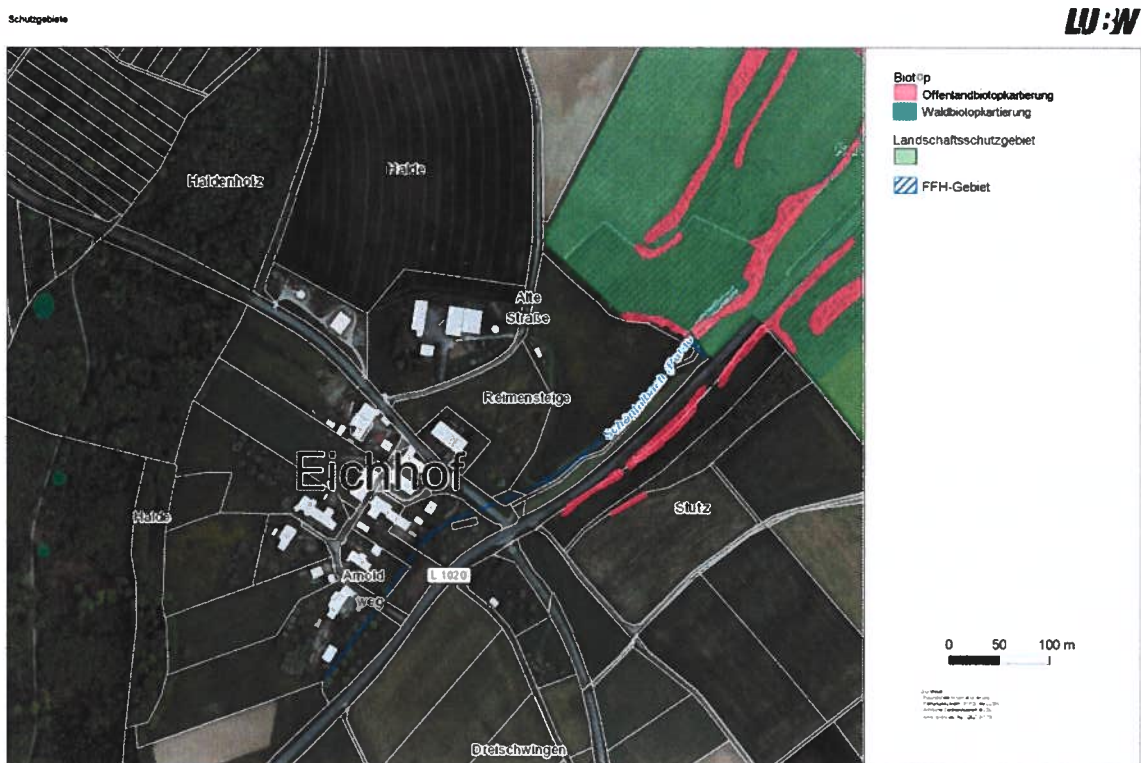 Schutzgebiete
LU:W
Biotop
Offenlandbiotopkartierung
Waldbiotopkartierung
Landschaftsschutzgebiet
FFH-Gebiet
Haldenholz
Halde
Alte
Straße
Reimensteige
Eichhof
Halde
Stutz
Arnold
weg
L 1020
Dreischwingen
0 50 100 m